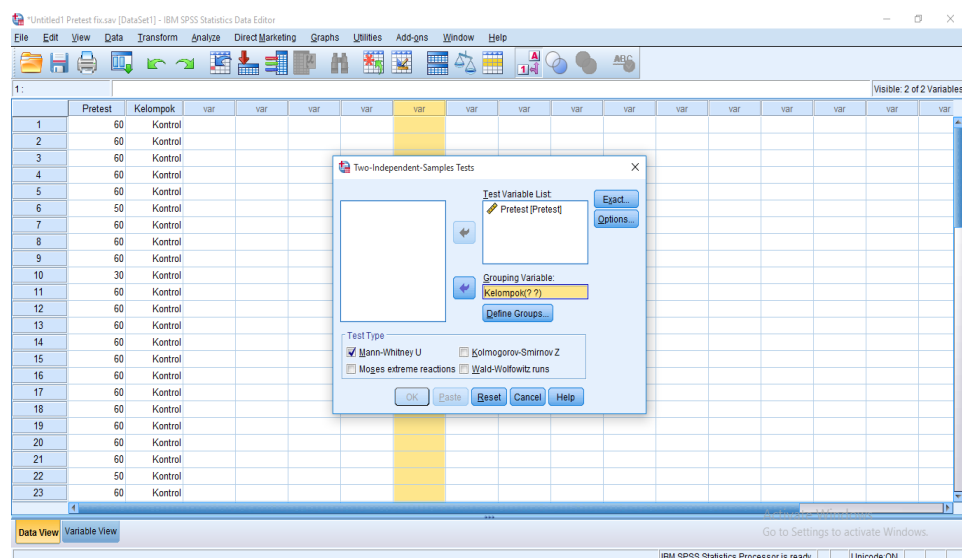 *Untitled1 Pretest fix.sav [DataSet1] - IBM SPSS Statistics Data Editor
File Edit View Data Transform Analyze Direct Marketing Graphs Utilities Add-ons Window Help
1 :
Visible: 2 of 2 Variables
Pretest Kelompok var var var var var var var var var var var var var var var
1 60 Kontrol
2 60 Kontrol
3 60 Kontrol
4 60 Kontrol
5 60 Kontrol
6 50 Kontrol
7 60 Kontrol
8 60 Kontrol
9 60 Kontrol
10 30 Kontrol
11 60 Kontrol
12 60 Kontrol
13 60 Kontrol
14 60 Kontrol
15 60 Kontrol
16 60 Kontrol
17 60 Kontrol
18 60 Kontrol
19 60 Kontrol
20 60 Kontrol
21 60 Kontrol
22 50 Kontrol
23 60 Kontrol
Two-Independent-Samples Tests
Test Variable List:
Pretest [Pretest]
Exact...
Options...
Grouping Variable:
Kelompok(? ?)
Define Groups...
Test Type
Mann-Whitney U Kolmogorov-Smirnov Z
Moses extreme reactions Wald-Wolfowitz runs
OK Paste Reset Cancel Help
Data View Variable View
Go to Settings to activate Windows.
IBM SPSS Statistics Processor is ready Unicode:ON